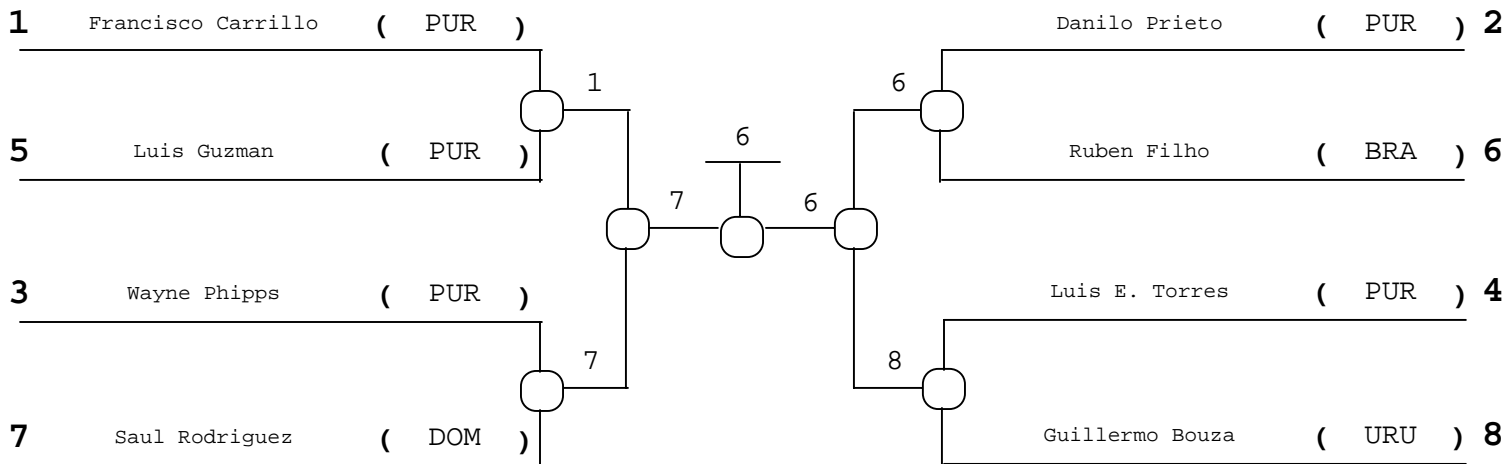 1 Francisco Carrillo ( PUR )
Danilo Prieto ( PUR ) 2
1
6
5 Luis Guzman ( PUR )
6
Ruben Filho ( BRA ) 6
7
6
3 Wayne Phipps ( PUR )
Luis E. Torres ( PUR ) 4
7
8
7 Saul Rodriguez ( DOM )
Guillermo Bouza ( URU ) 8